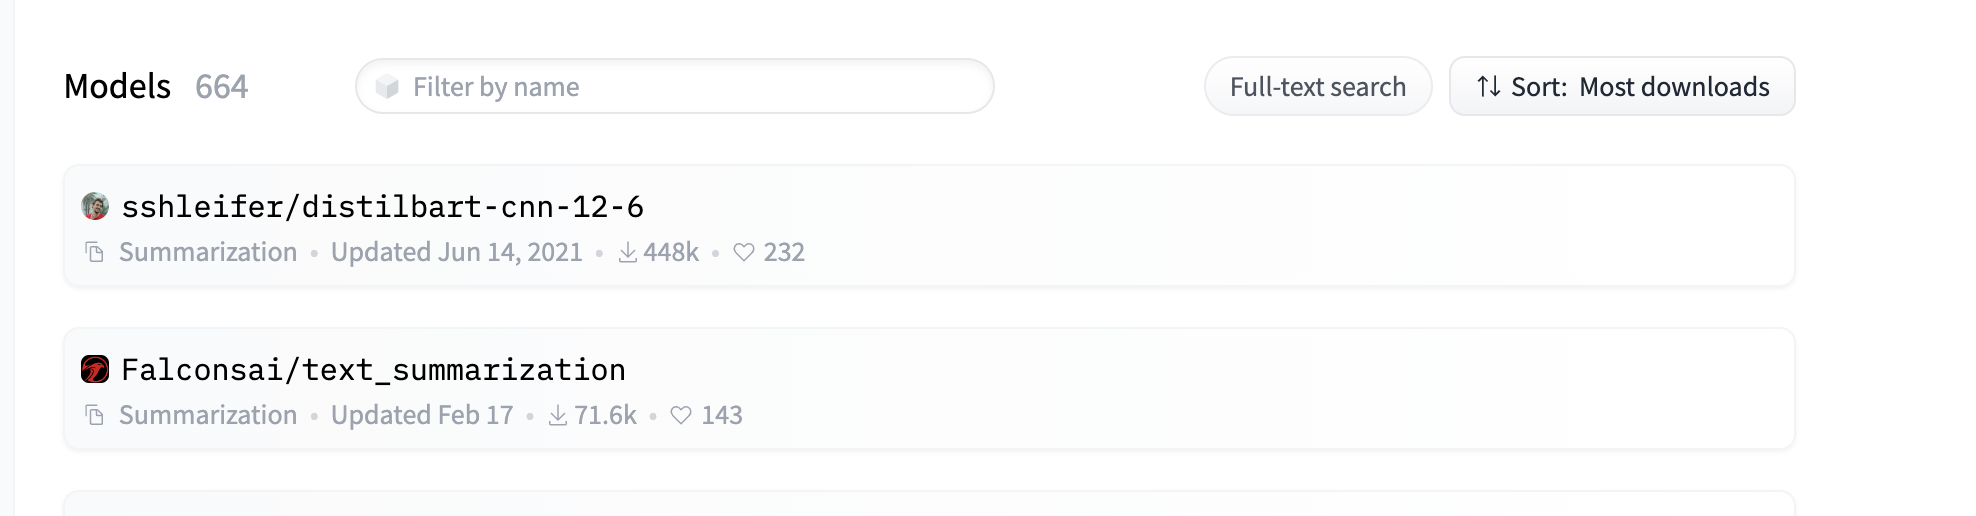 Models 664
Filter by name
Full-text search
Sort: Most downloads
sshleifer/distilbart-cnn-12-6
Summarization • Updated Jun 14, 2021 • 448k • 232
Falconsai/text_summarization
Summarization • Updated Feb 17 • 71.6k • 143